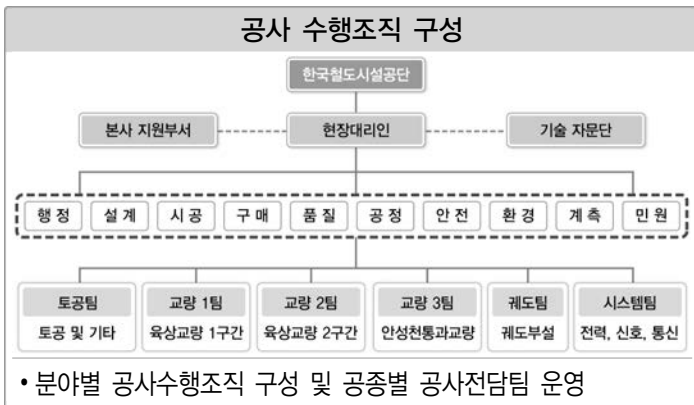 공사 수행조직 구성
한국철도시설공단
본사 지원부서 현장대리인 기술 자문단
행정 설계 시공 구매 품질 공정 안전 환경 계측 민원
토공팀 교량 1팀 교량 2팀 교량 3팀 궤도팀 시스템팀
토공 및 기타 육상교량 1구간 육상교량 2구간 안성천통과교량 궤도부설 전력, 신호, 통신
• 분야별 공사수행조직 구성 및 공종별 공사전담팀 운영